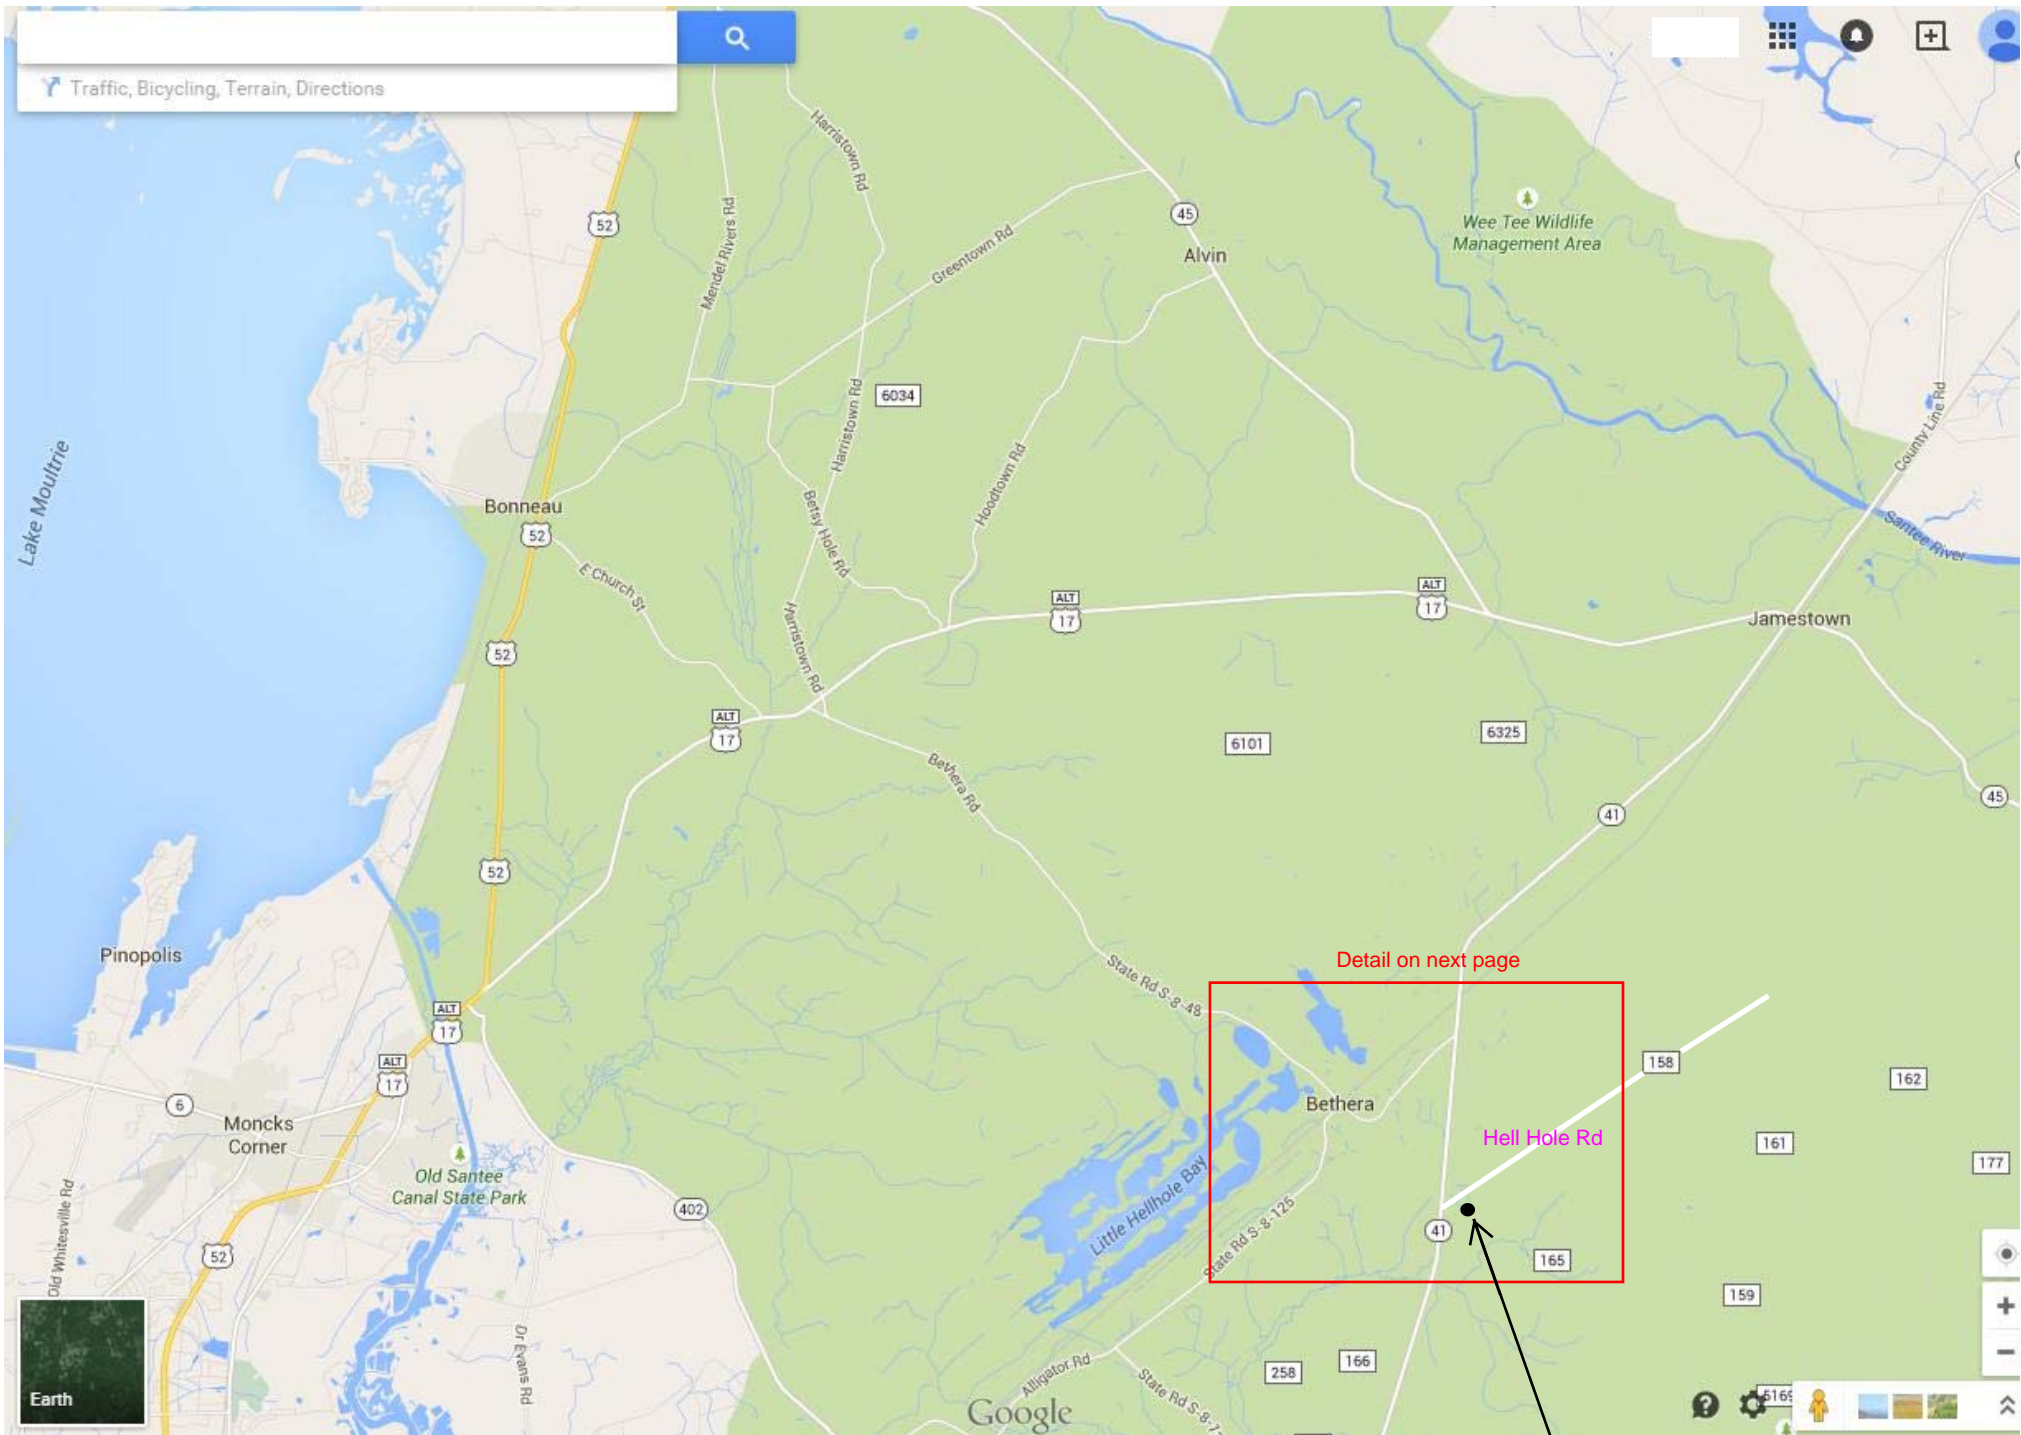 Traffic, Bicycling, Terrain, Directions
Harristown Rd
52
Mendel Rivers Rd
Greentown Rd
45
Alvin
Wee Tee Wildlife
Management Area
6034
Harristown Rd
County Line Rd
Lake Moultrie
Bonneau
52
Betsy Hole Rd
Hoodtown Rd
Santee River
E Church St
ALT
17
ALT
17
Jamestown
52
Harristown Rd
ALT
17
6101
6325
Bethera Rd
45
41
52
Pinopolis
Detail on next page
State Rd S-8-48
ALT
17
ALT
17
158
162
6
Moncks
Corner
Bethera
Hell Hole Rd
161
177
Old Santee
Canal State Park
Little Hellhole Bay
Old Whitesville Rd
402
State Rd S-8-125
41
52
165
159
Dr Evans Rd
166
258
Alligator Rd
State Rd S-8-
Earth
Google
5169